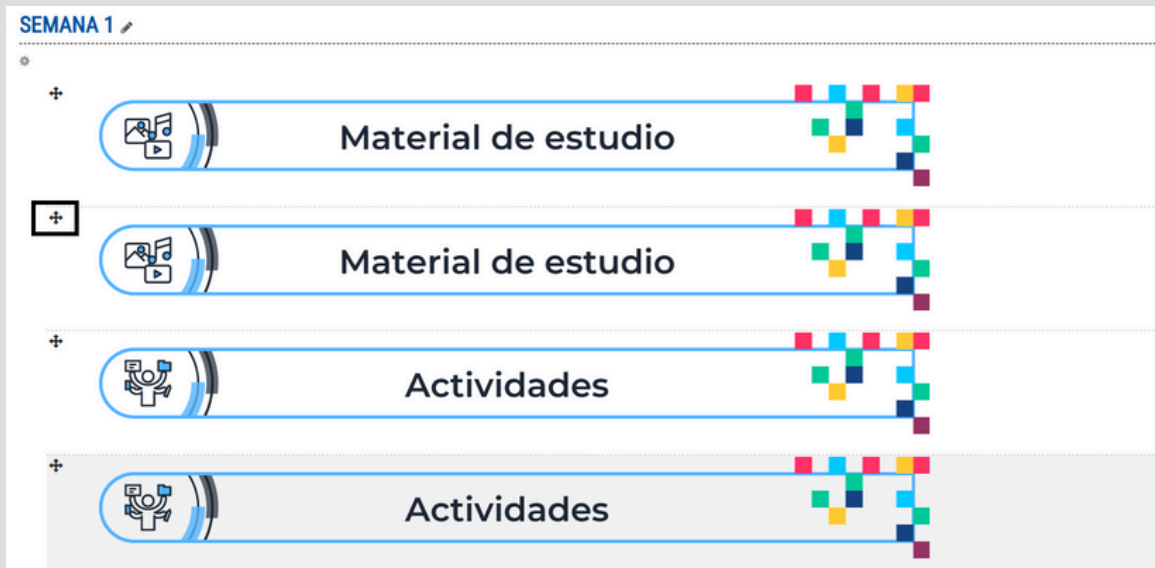 SEMANA 1
Material de estudio
Material de estudio
Actividades
Actividades